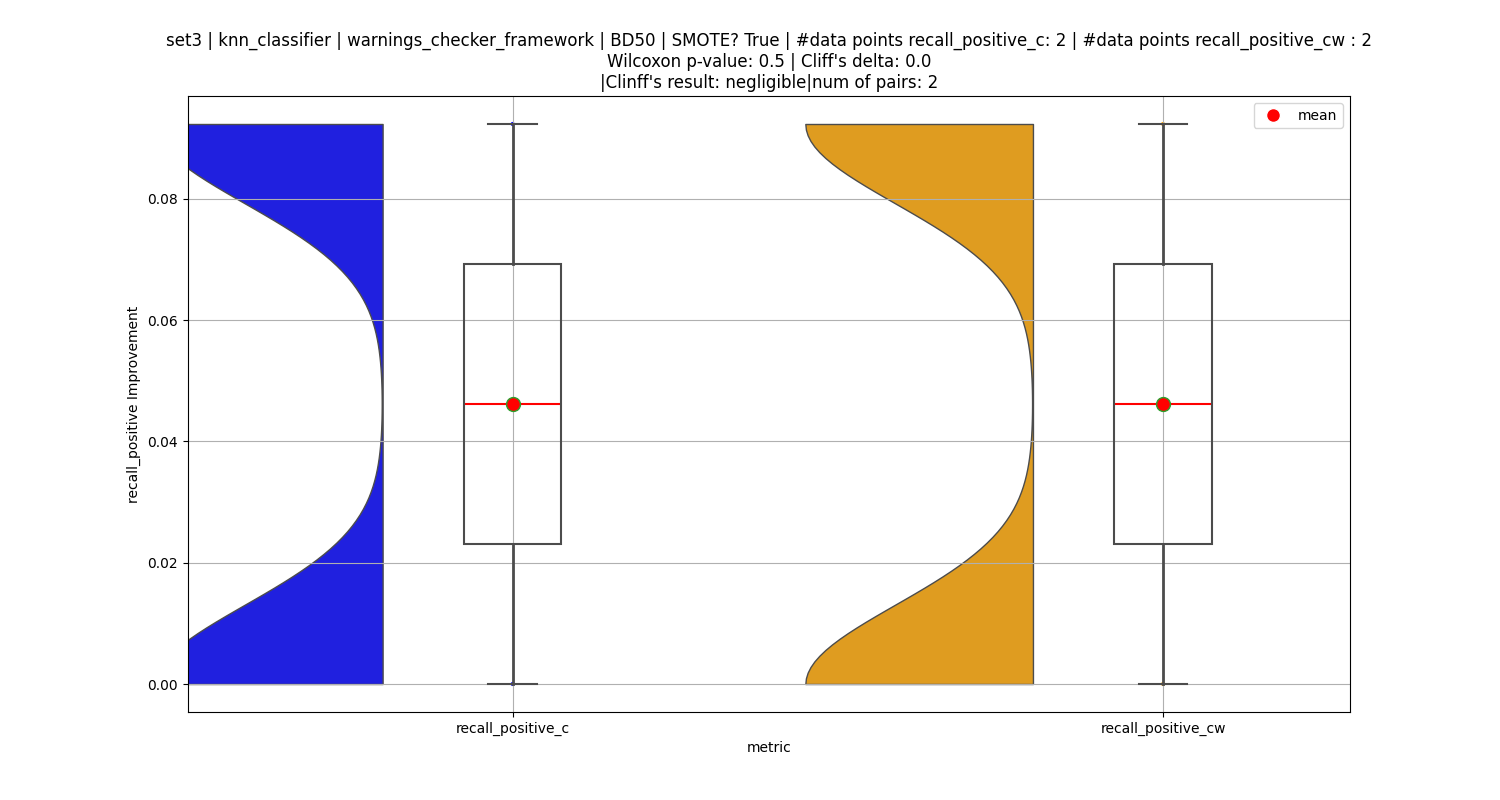 set3 | knn_classifier | warnings_checker_framework | BD50 | SMOTE? True | #data points recall_positive_c: 2 | #data points recall_positive_cw : 2
Wilcoxon p-value: 0.5 | Cliff's delta: 0.0
|Clinff's result: negligible|num of pairs: 2
mean
0.08
0.06
0.04
0.02
0.00
recall_positive Improvement
recall_positive_c
recall_positive_cw
metric